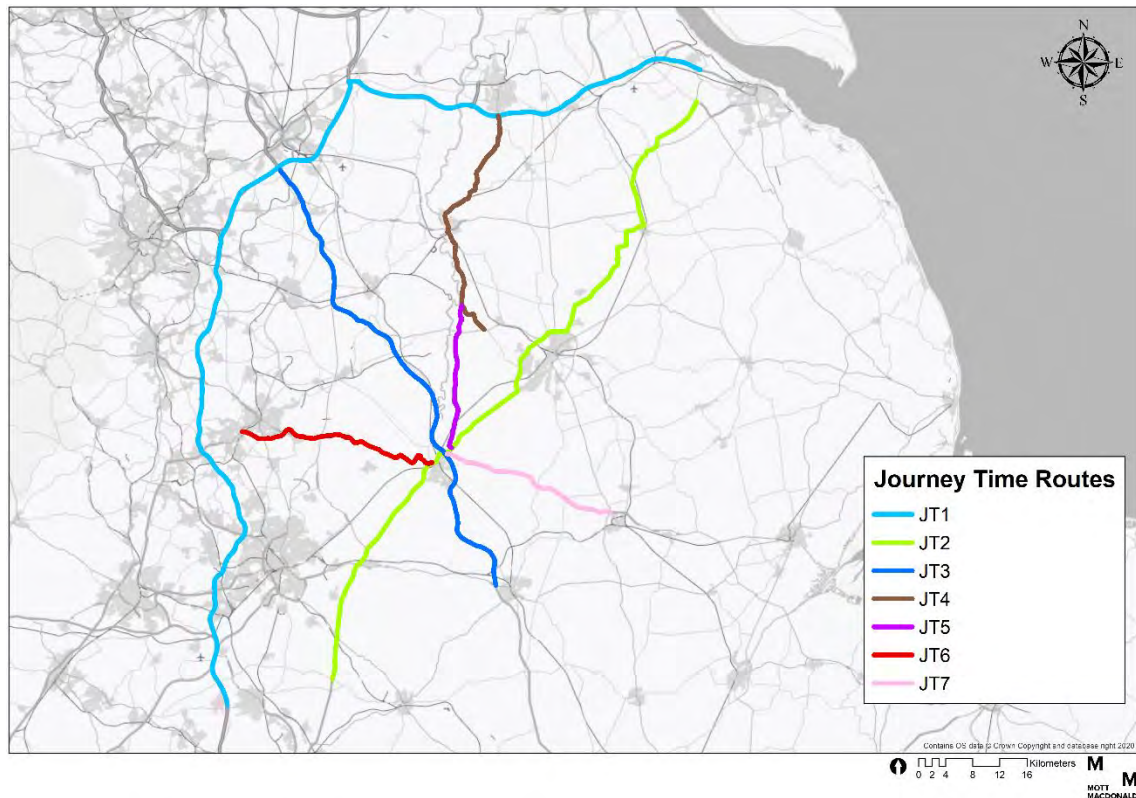 N
W E
S
Journey Time Routes
JT1
JT2
JT3
JT4
JT5
JT6
JT7
Contains OS data © Crown Copyright and database right 2020
Kilometers
0 2 4 8 12 16
M
M
MOTT
MACDONALD